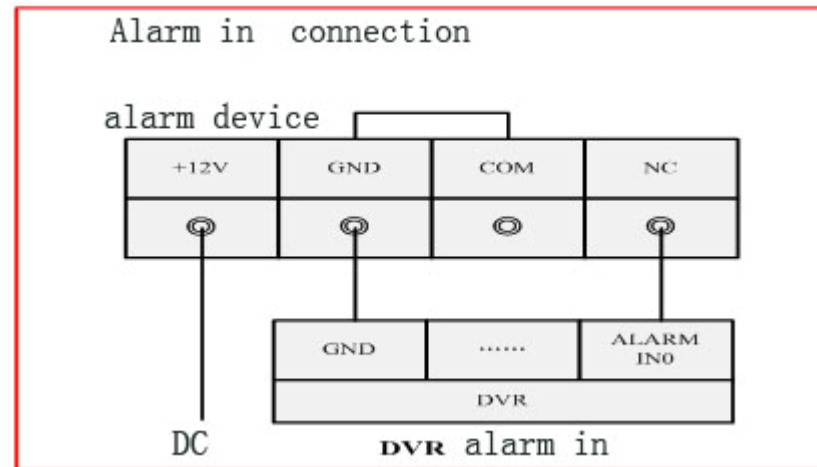 Alarm in connection
alarm device
+12V GND COM NC
GND ...... ALARM IN0
DVR
DC DVR alarm in